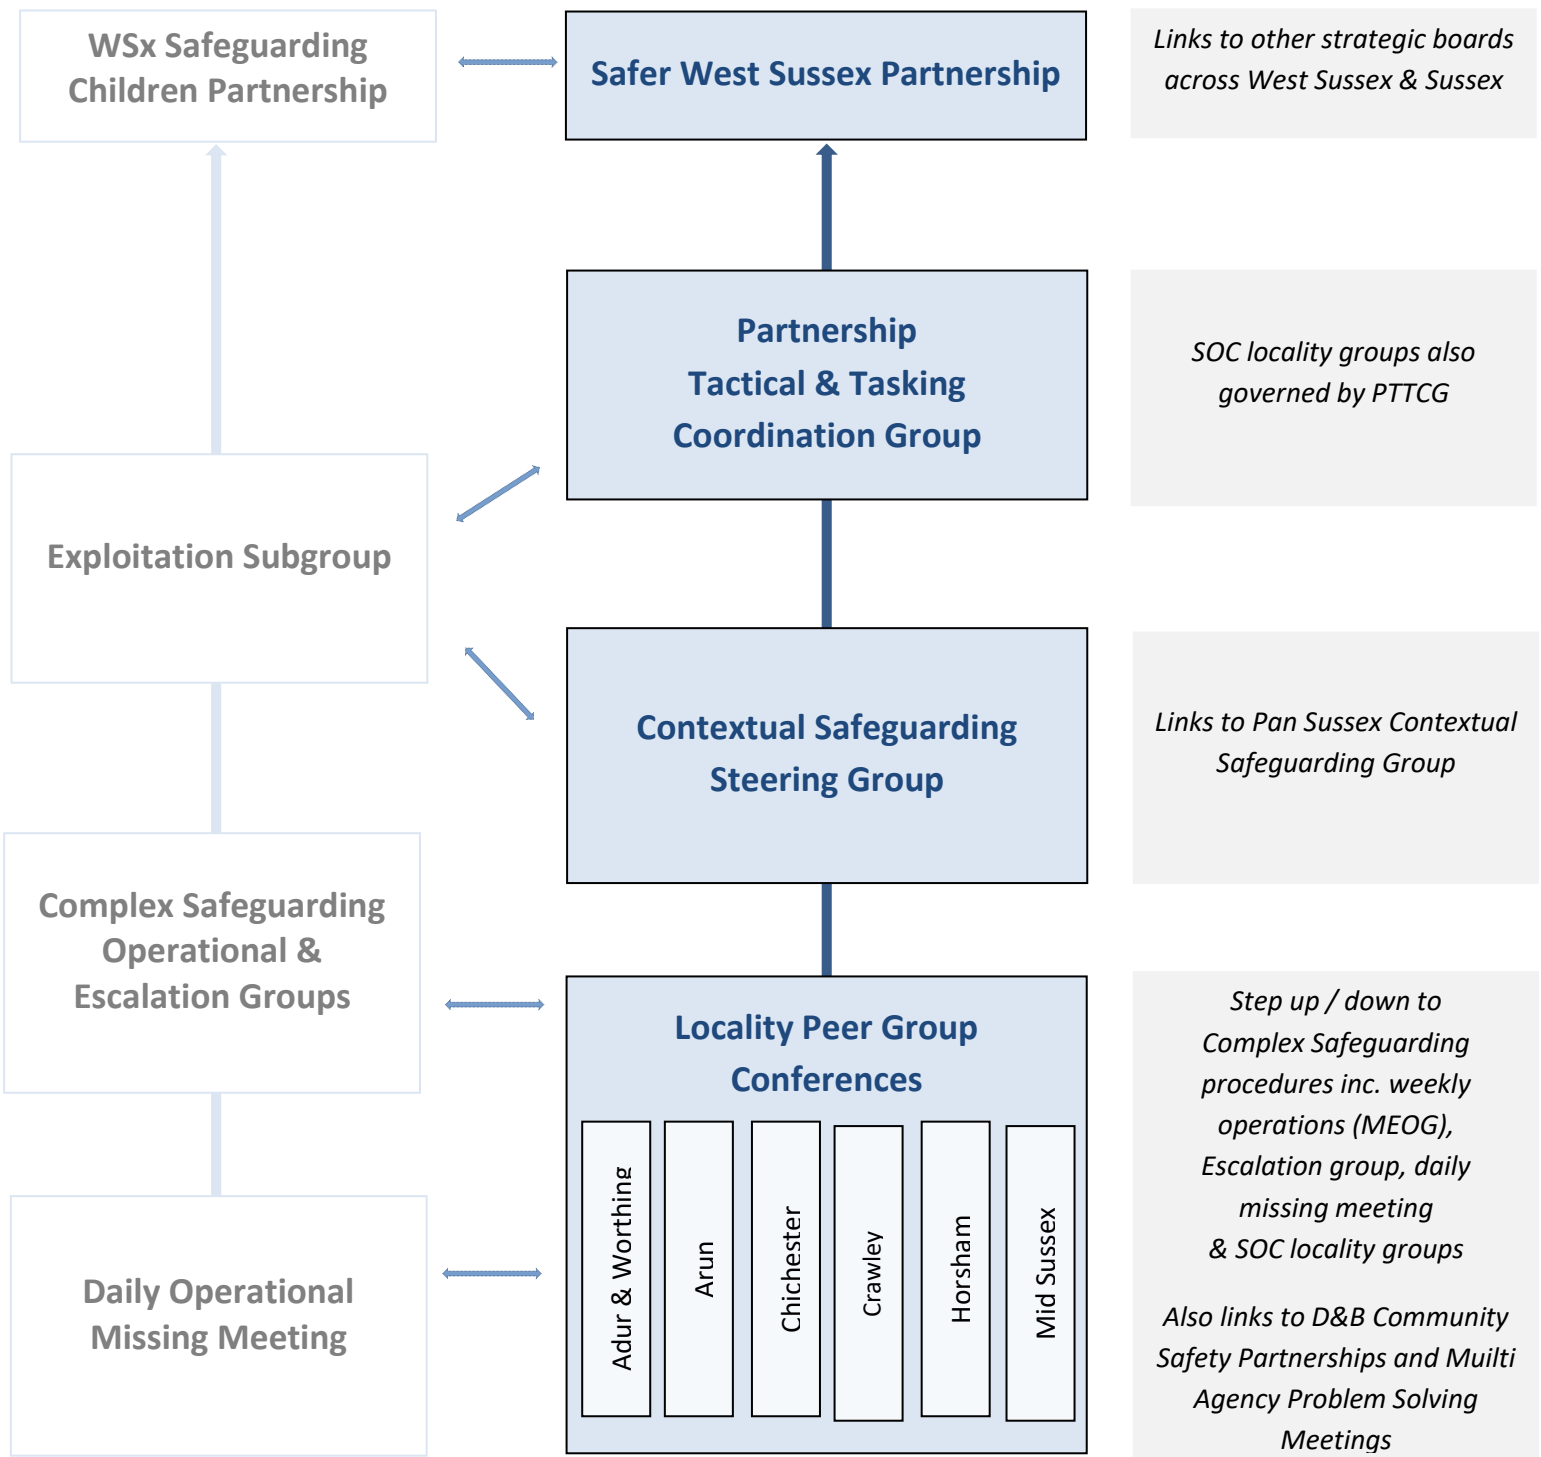 WSx Safeguarding
Children Partnership
Safer West Sussex Partnership
Links to other strategic boards
across West Sussex & Sussex
Partnership
Tactical & Tasking
Coordination Group
SOC locality groups also
governed by PTTCG
Exploitation Subgroup
Contextual Safeguarding
Steering Group
Links to Pan Sussex Contextual
Safeguarding Group
Complex Safeguarding
Operational &
Escalation Groups
Locality Peer Group
Conferences
Adur & Worthing
Arun
Chichester
Crawley
Horsham
Mid Sussex
Step up / down to
Complex Safeguarding
procedures inc. weekly
operations (MEOG),
Escalation group, daily
missing meeting
& SOC locality groups
Also links to D&B Community
Safety Partnerships and Muilti
Agency Problem Solving
Meetings
Daily Operational
Missing Meeting